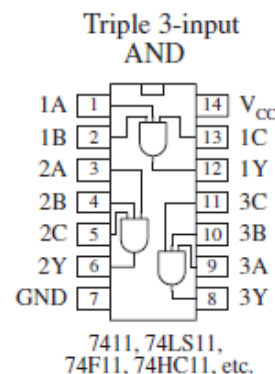 Triple 3-input
AND
1A 1 14 VCC
1B 2 13 1C
2A 3 12 1Y
2B 4 11 3C
2C 5 10 3B
2Y 6 9 3A
GND 7 8 3Y
7411, 74LS11,
74F11, 74HC11, etc.